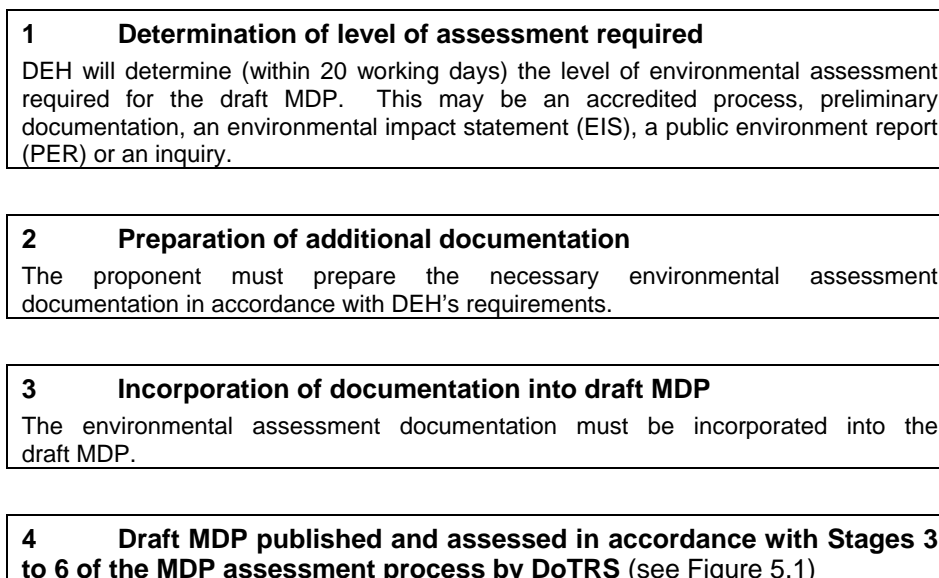 1 Determination of level of assessment required
DEH will determine (within 20 working days) the level of environmental assessment
required for the draft MDP. This may be an accredited process, preliminary
documentation, an environmental impact statement (EIS), a public environment report
(PER) or an inquiry.
2 Preparation of additional documentation
The proponent must prepare the necessary environmental assessment
documentation in accordance with DEH's requirements.
3 Incorporation of documentation into draft MDP
The environmental assessment documentation must be incorporated into the
draft MDP.
4 Draft MDP published and assessed in accordance with Stages 3
to 6 of the MDP assessment process by DoTRS (see Figure 5.1)